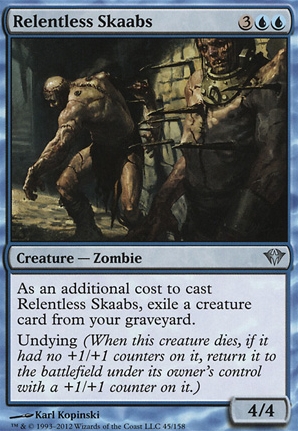 Relentless Skaabs 3
Creature — Zombie
As an additional cost to cast
Relentless Skaabs, exile a creature
card from your graveyard.
Undying (When this creature dies, if it
had no +1/+1 counters on it, return it to
the battlefield under its owner's control
with a +1/+1 counter on it.)
Karl Kopinski
™ & © 1993–2012 Wizards of the Coast LLC 45/158
4/4